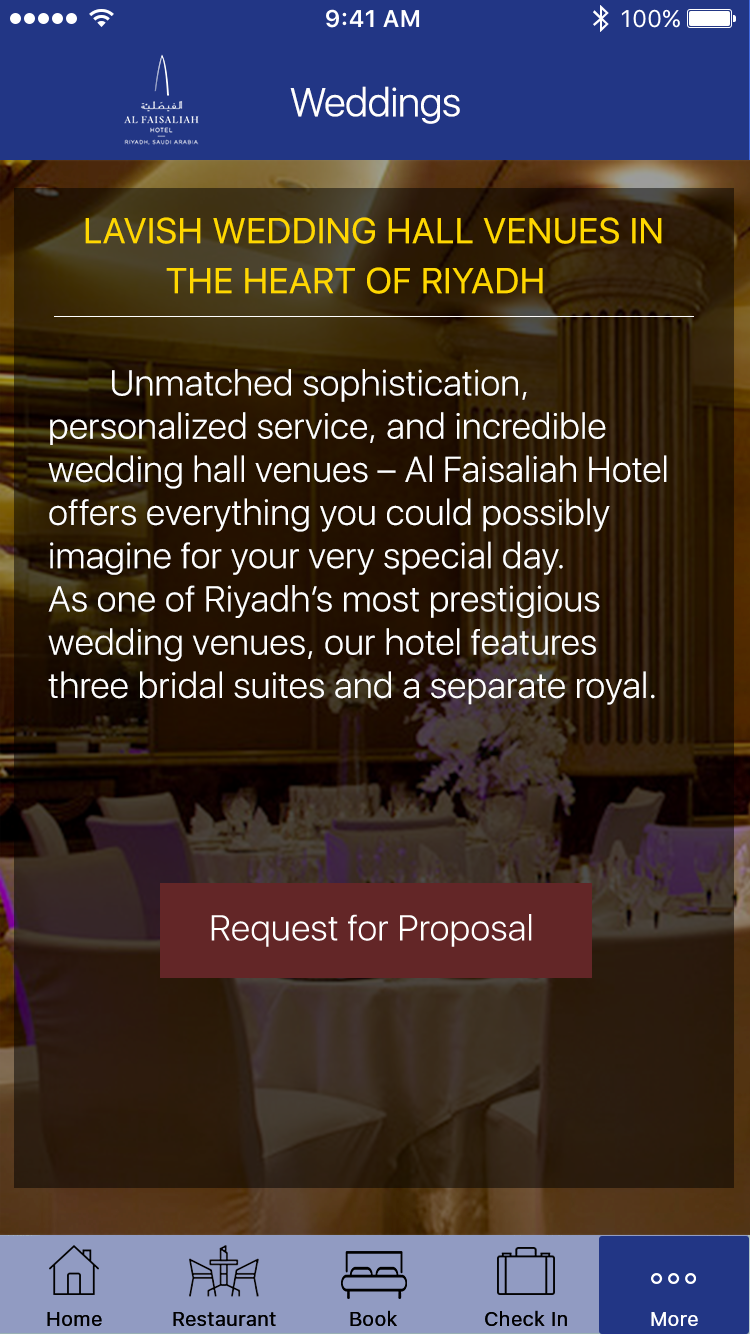 9:41 AM
100%
الفيصلية
AL FAISALIAH
HOTEL
RIYADH, SAUDI ARABIA
Weddings
LAVISH WEDDING HALL VENUES IN
THE HEART OF RIYADH
Unmatched sophistication,
personalized service, and incredible
wedding hall venues – Al Faisaliah Hotel
offers everything you could possibly
imagine for your very special day.
As one of Riyadh’s most prestigious
wedding venues, our hotel features
three bridal suites and a separate royal.
Request for Proposal
Home
Restaurant
Book
Check In
More